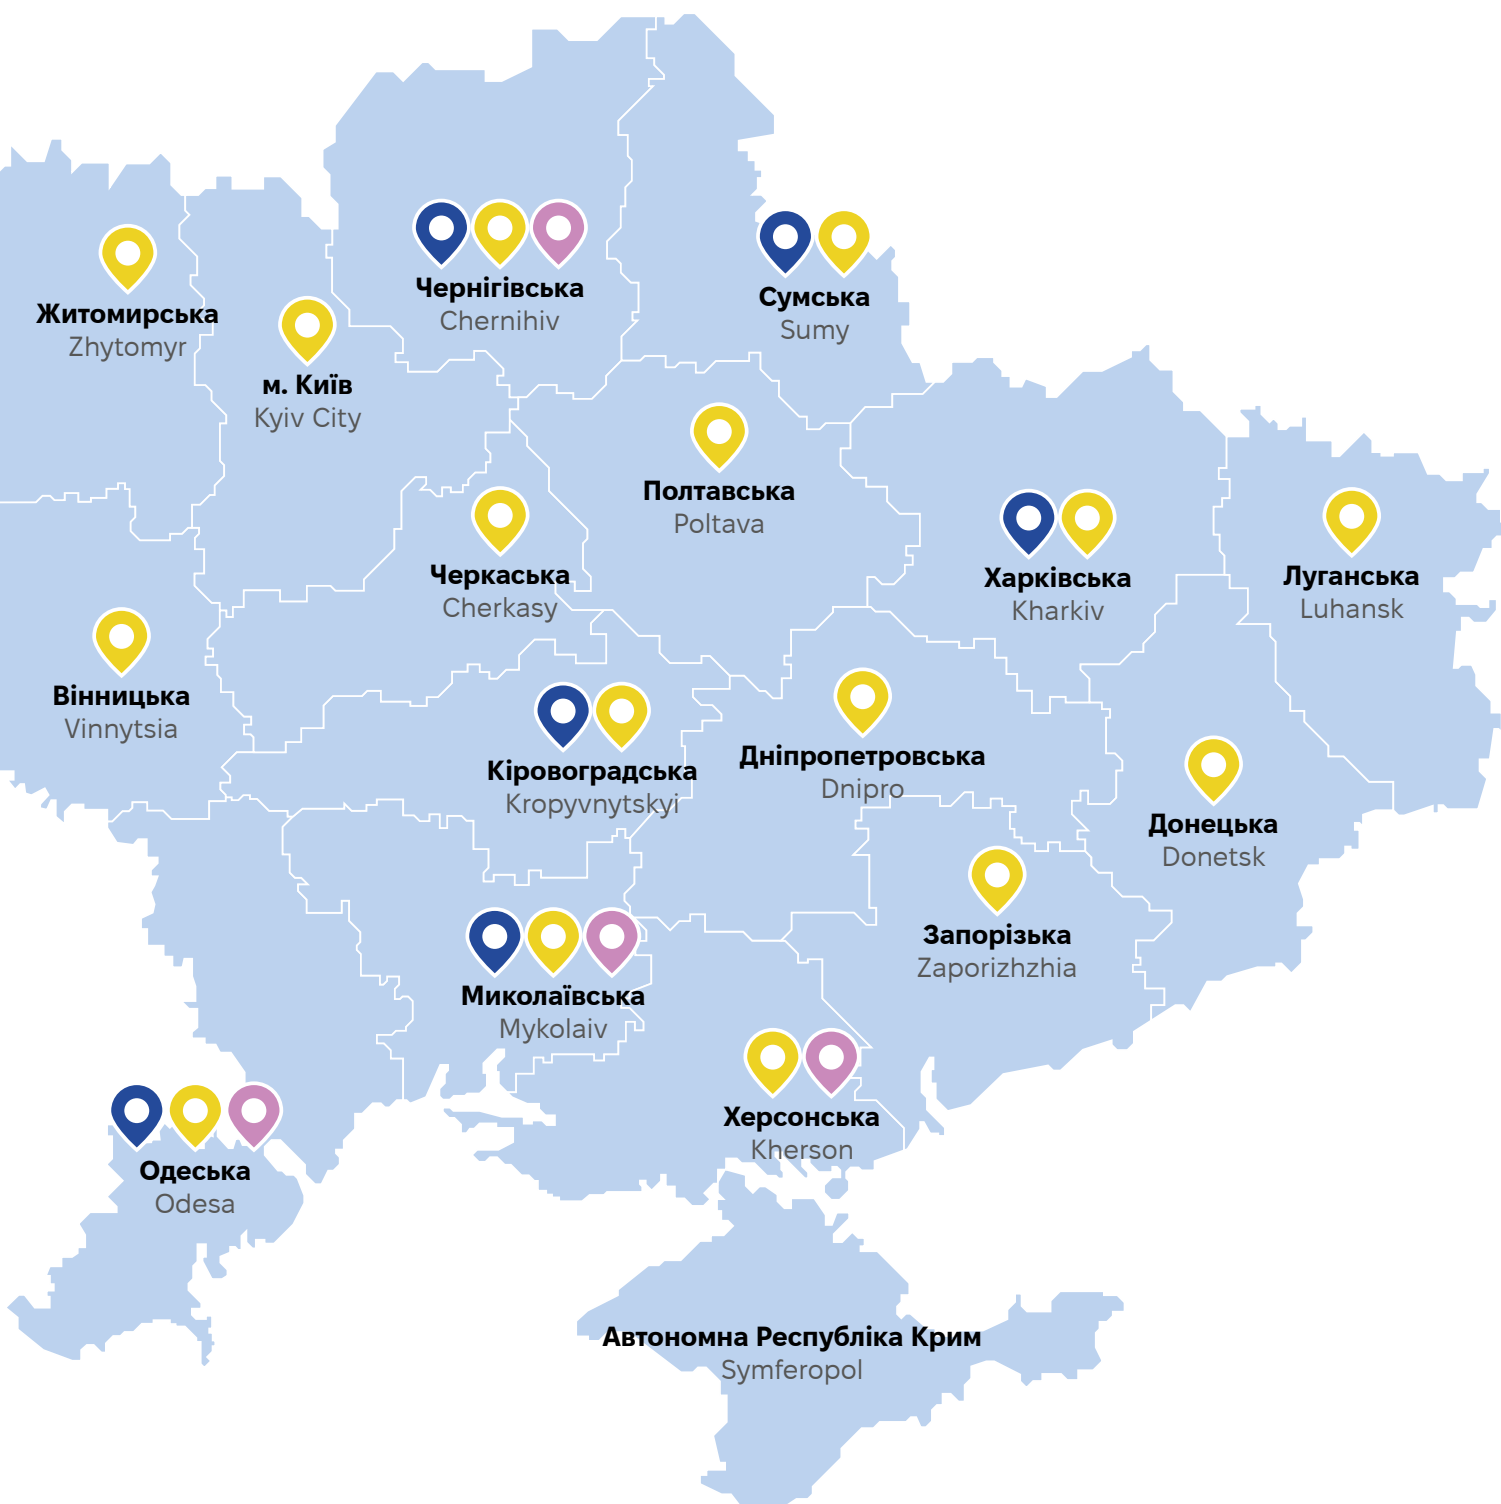 Чернігівська
Chernihiv
Сумська
Sumy
Житомирська
Zhytomyr
м. Київ
Kyiv City
Полтавська
Poltava
Черкаська
Cherkasy
Харківська
Kharkiv
Луганська
Luhansk
Вінницька
Vinnytsia
Кіровоградська
Kropyvnytskyi
Дніпропетровська
Dnipro
Донецька
Donetsk
Запорізька
Zaporizhzhia
Миколаївська
Mykolaiv
Херсонська
Kherson
Одеська
Odesa
Автономна Республіка Крим
Symferopol